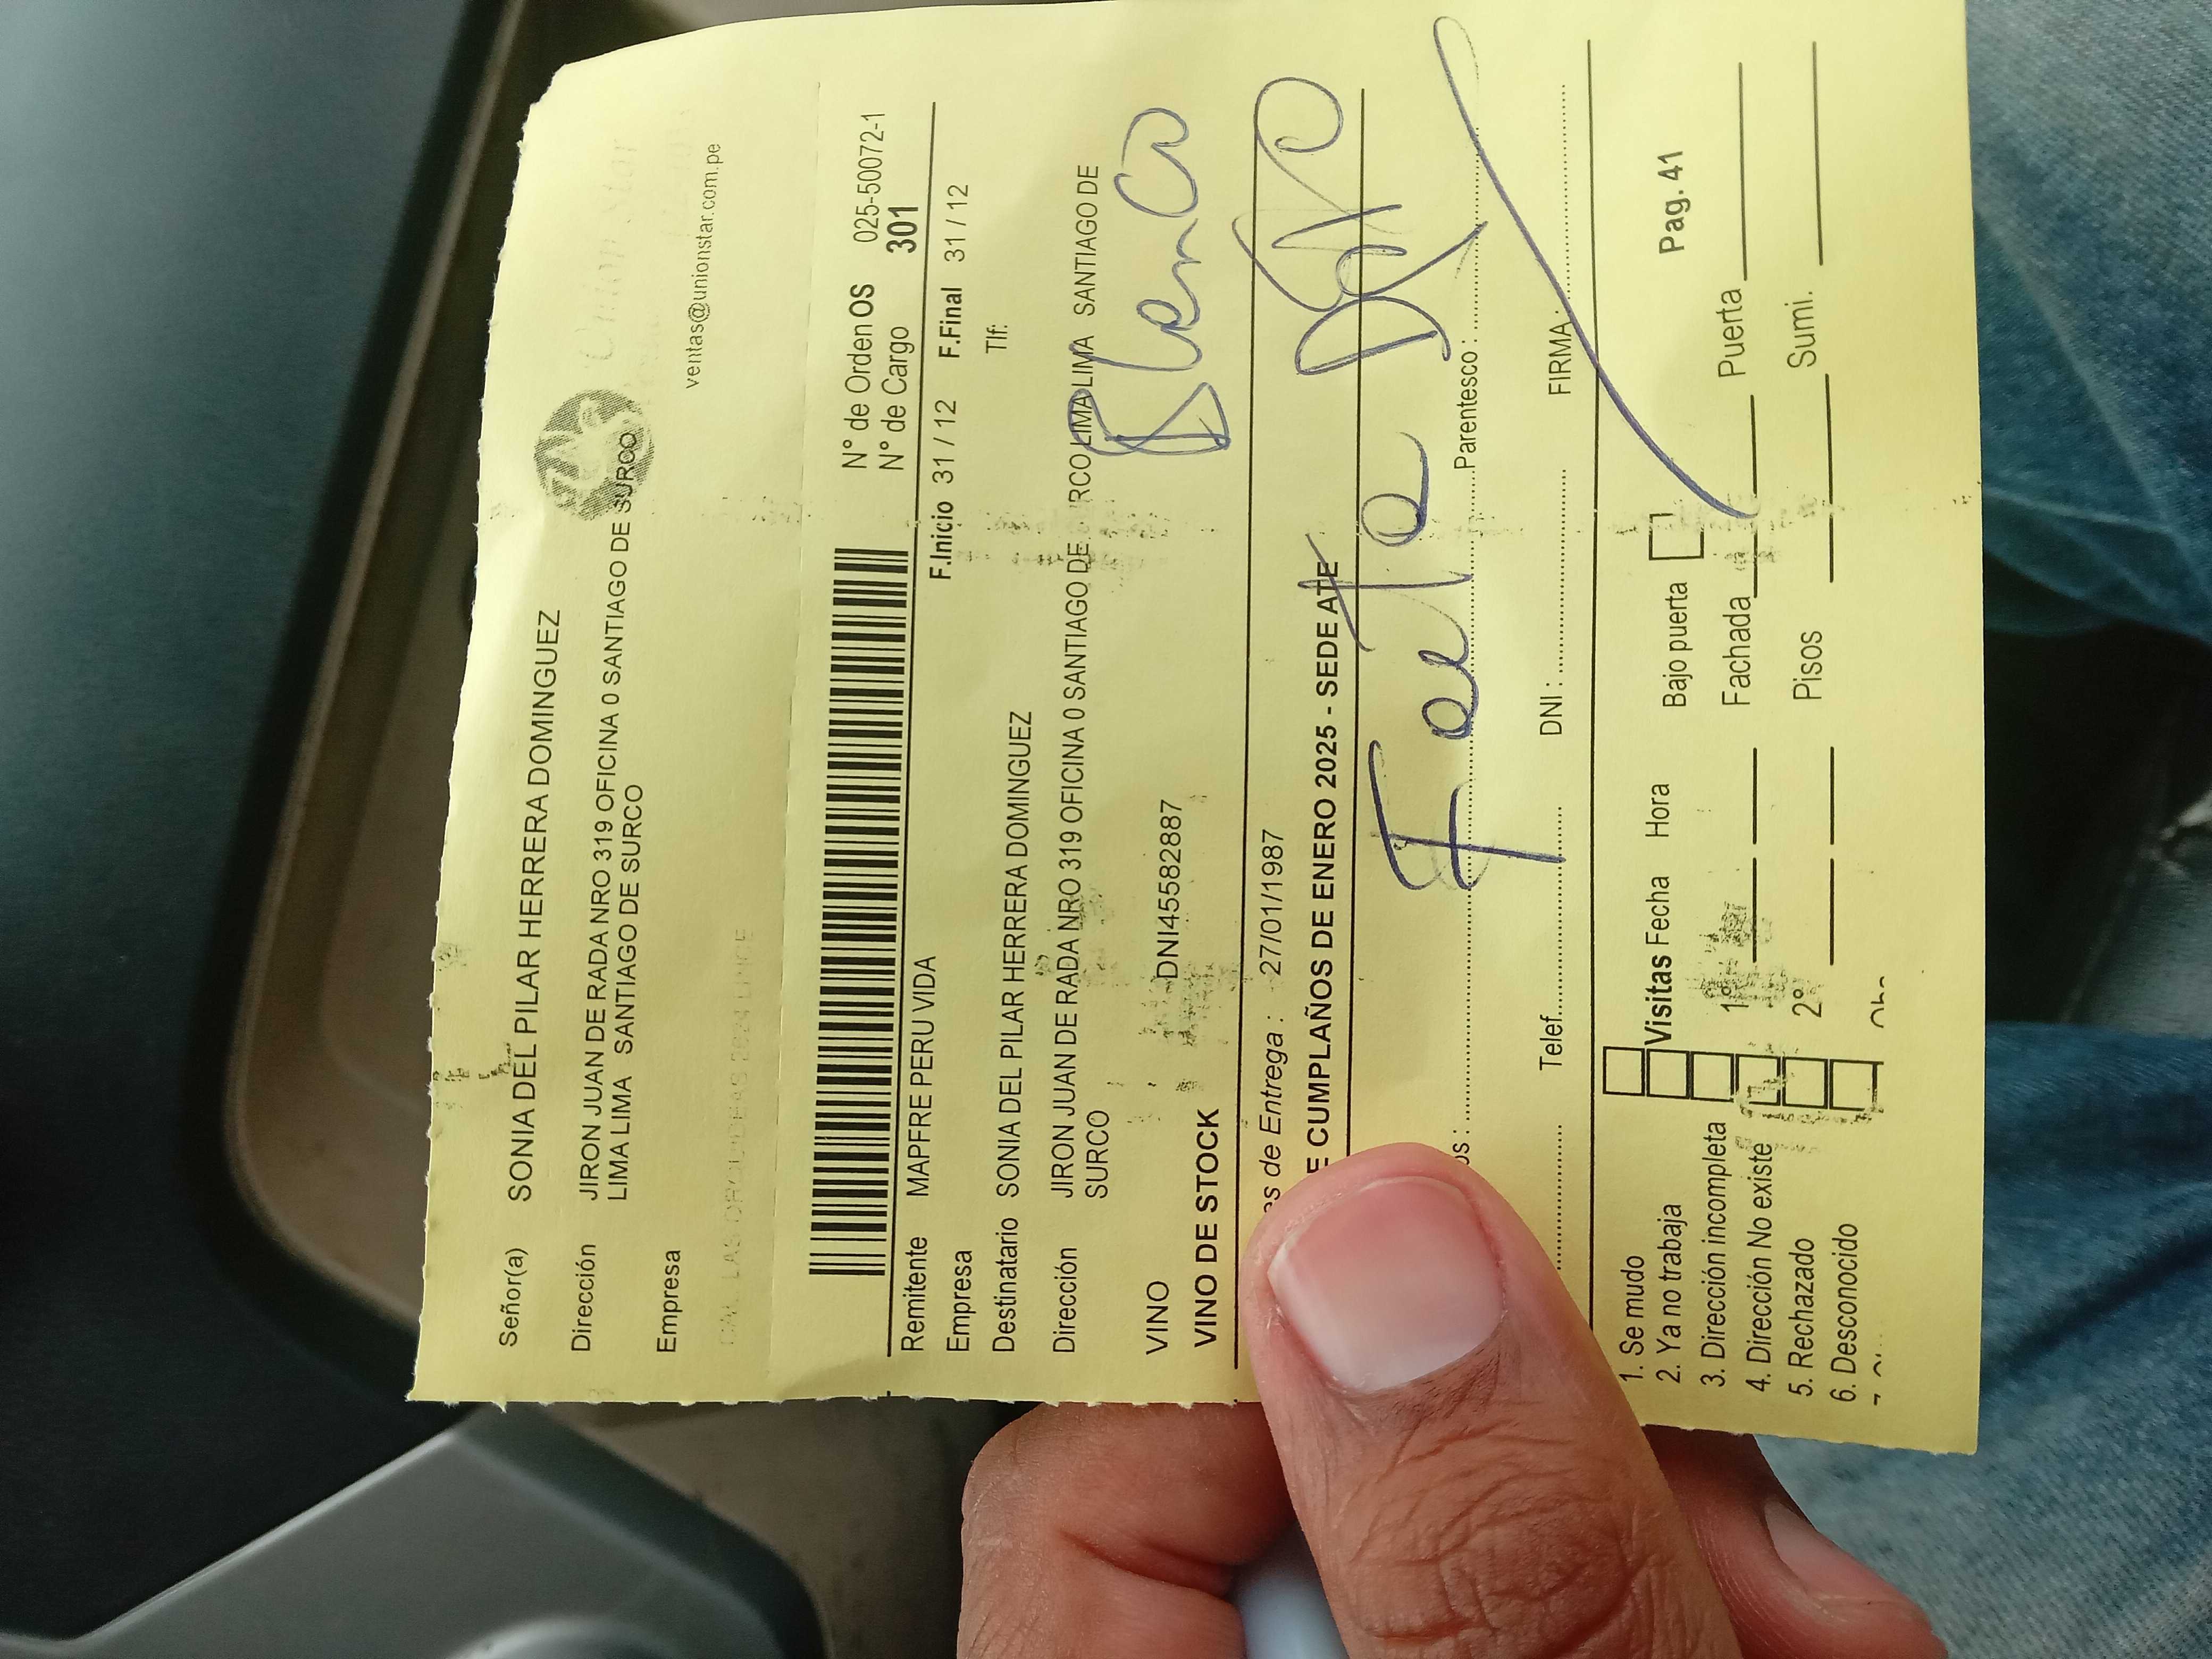 Señor(a) SONIA DEL PILAR HERRERA DOMINGUEZ
Dirección JIRON JUAN DE RADA NRO 319 OFICINA 0 SANTIAGO DE SURCO
LIMA LIMA SANTIAGO DE SURCO
Empresa
Union Star
ventas@unionstar.com.pe
N° de Orden OS 025-50072-1
N° de Cargo 301
Remitente MAPFRE PERU VIDA
F.Inicio 31 / 12 F.Final 31 / 12
Empresa
Destinatario SONIA DEL PILAR HERRERA DOMINGUEZ Tlf:
Dirección JIRON JUAN DE RADA NRO 319 OFICINA 0 SANTIAGO DE SURCO LIMA LIMA SANTIAGO DE
SURCO
VINO DNI45582887
Blanco
VINO DE STOCK
es de Entrega : 27/01/1987
E CUMPLAÑOS DE ENERO 2025 - SEDE ATE
os : Parentesco :
Telef. DNI : FIRMA :
1. Se mudo
2. Ya no trabaja
3. Dirección incompleta
4. Dirección No existe
5. Rechazado
6. Desconocido
Visitas Fecha Hora Bajo puerta Pag. 41
1° Fachada Puerta
2° Pisos Sumi.